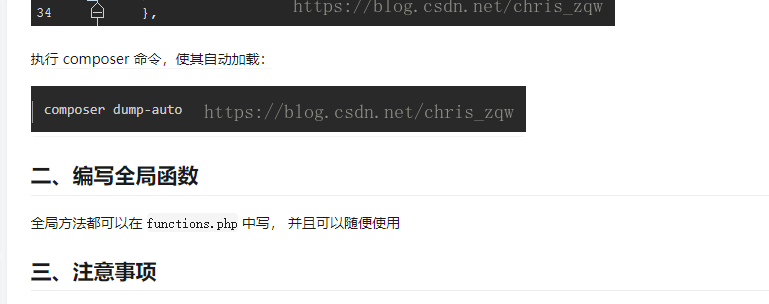 34 },
https://blog.csdn.net/chris_zqw
执行 composer 命令，使其自动加载：
composer dump-auto https://blog.csdn.net/chris_zqw
二、编写全局函数
全局方法都可以在 functions.php 中写， 并且可以随便使用
三、注意事项